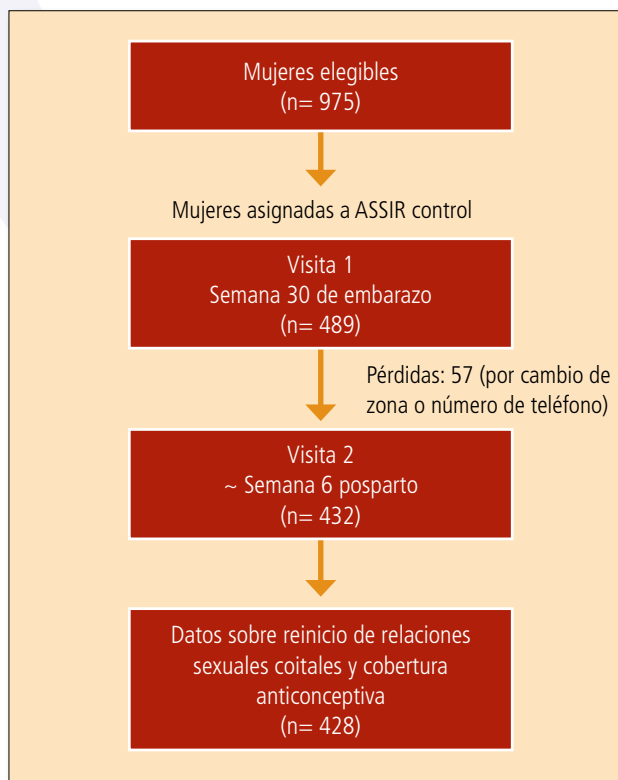 Mujeres elegibles
(n= 975)
Mujeres asignadas a ASSIR control
Visita 1
Semana 30 de embarazo
(n= 489)
Pérdidas: 57 (por cambio de
zona o número de teléfono)
Visita 2
~ Semana 6 posparto
(n= 432)
Datos sobre reinicio de relaciones
sexuales coitales y cobertura
anticonceptiva
(n= 428)